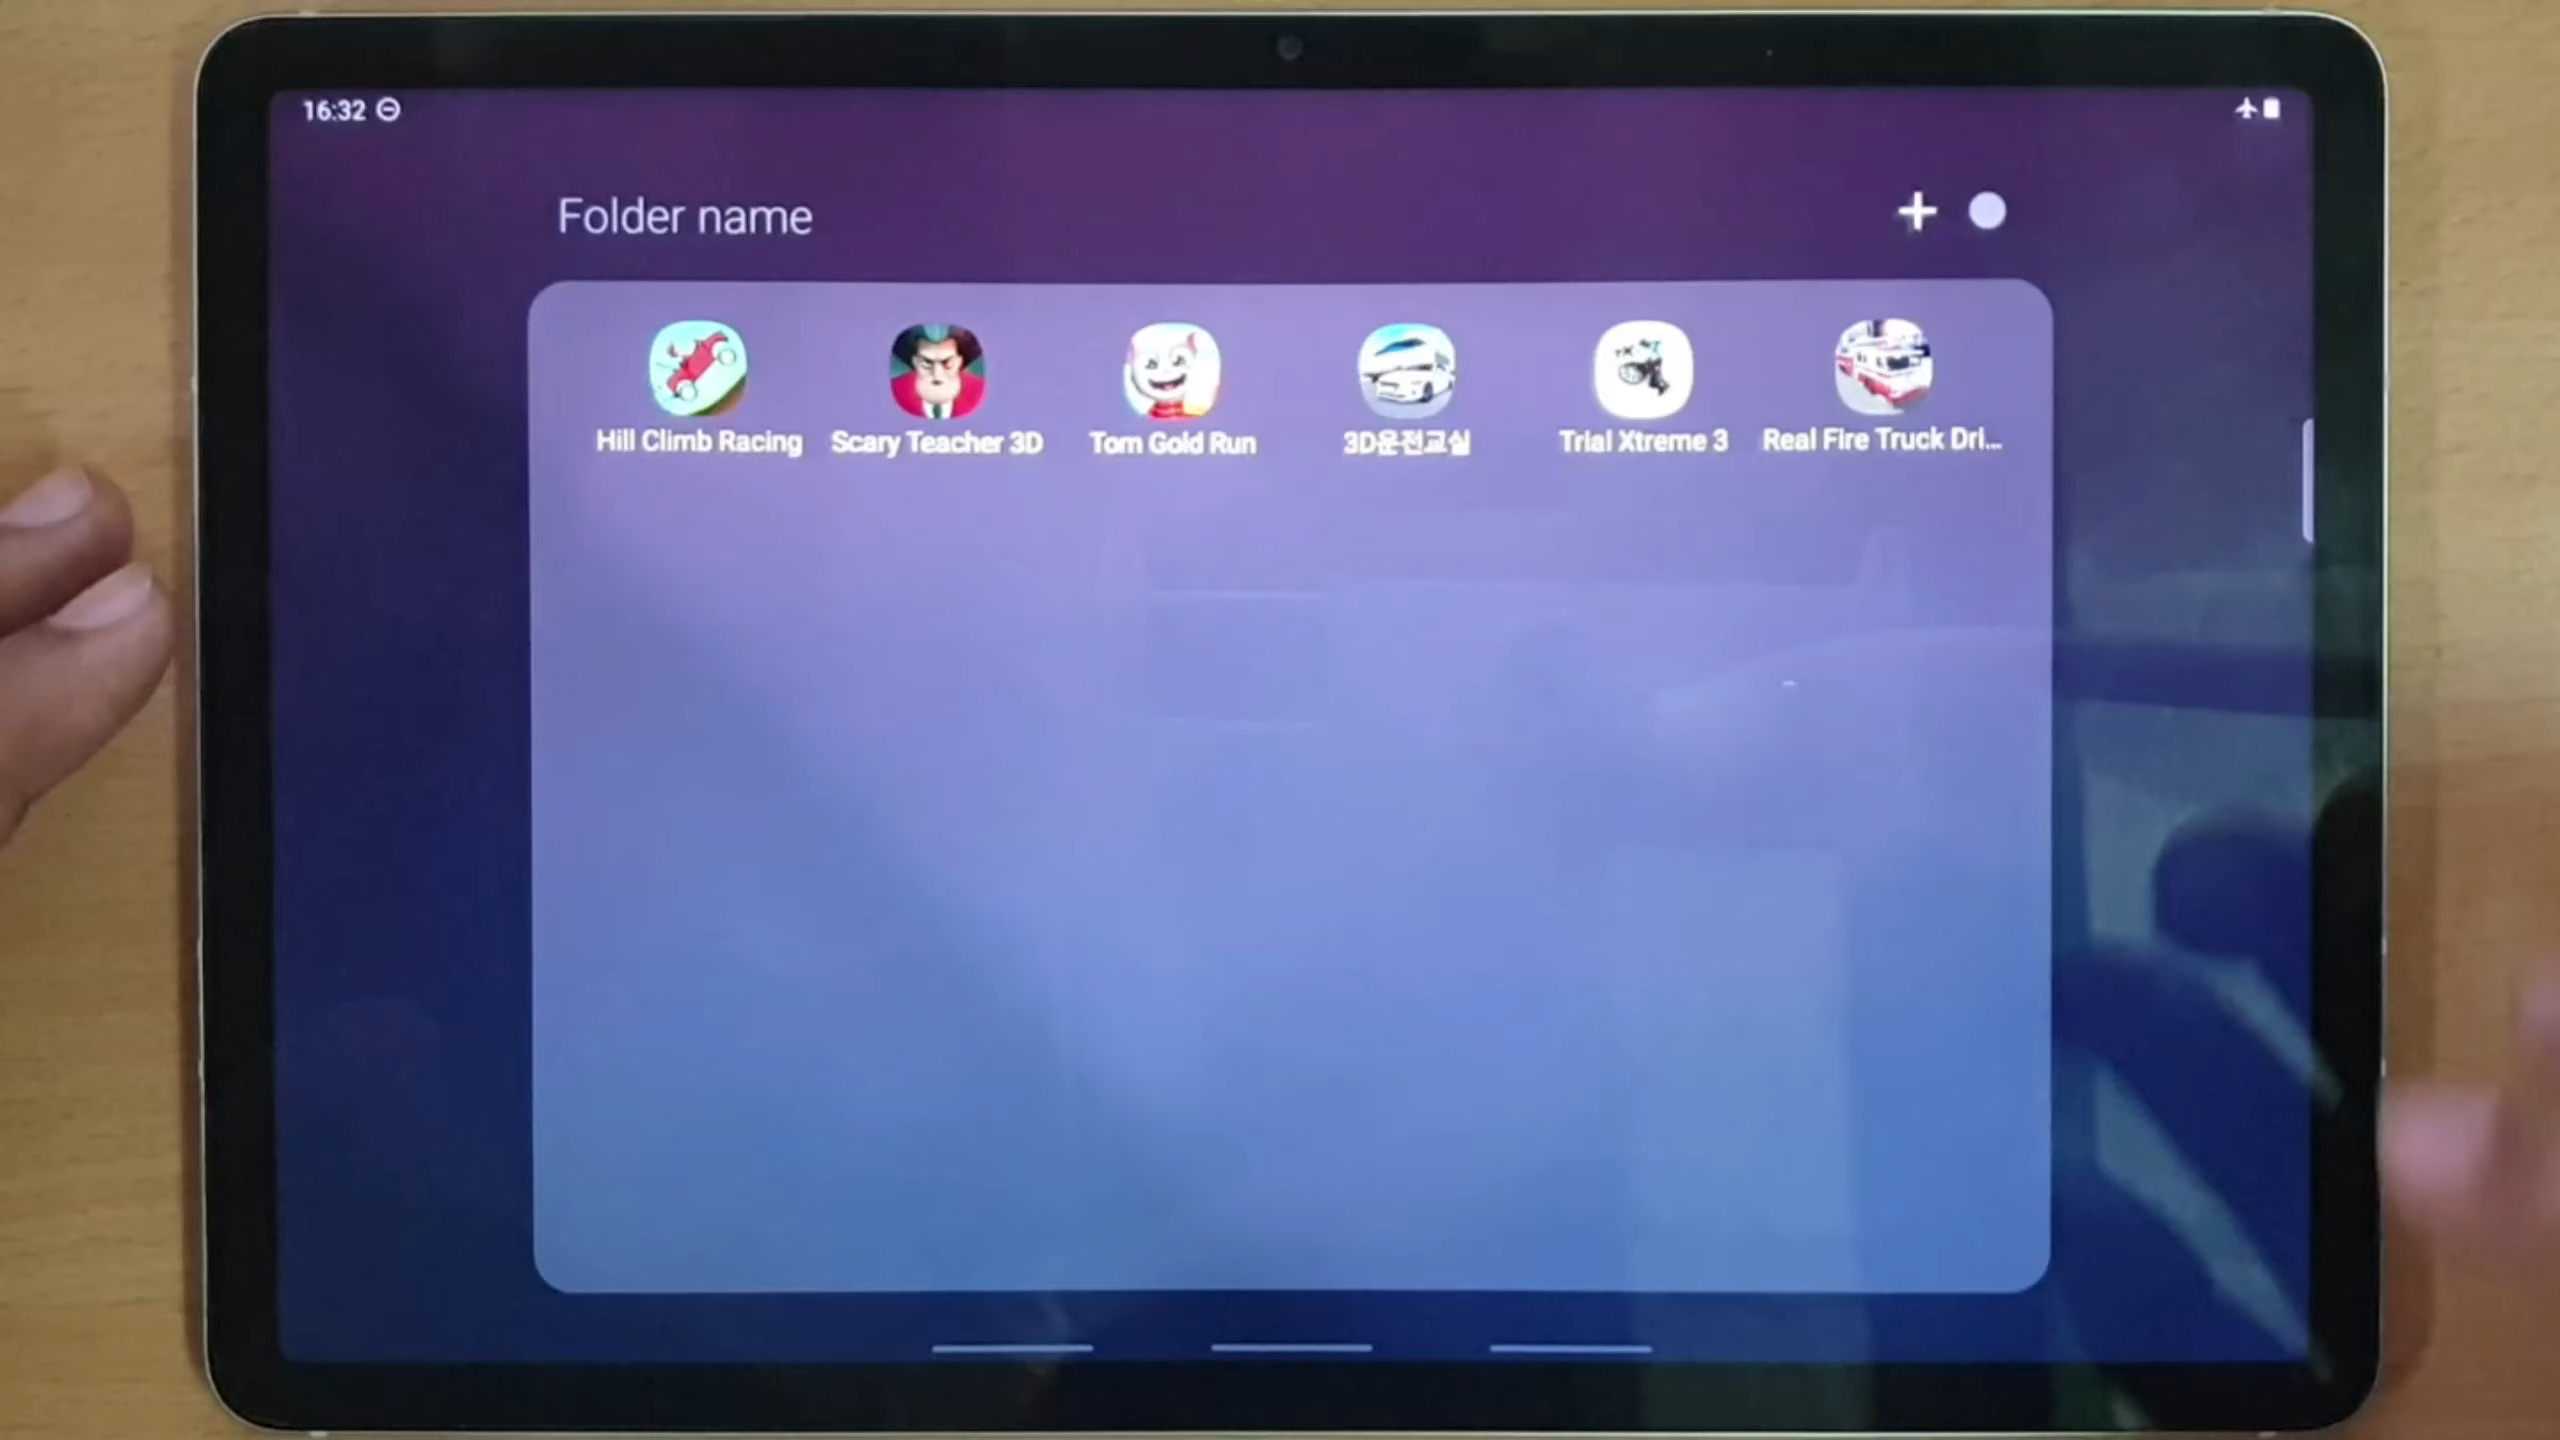 16:32
Folder name
Hill Climb Racing
Scary Teacher 3D
Tom Gold Run
3D운전교실
Trial Xtreme 3
Real Fire Truck Dri...